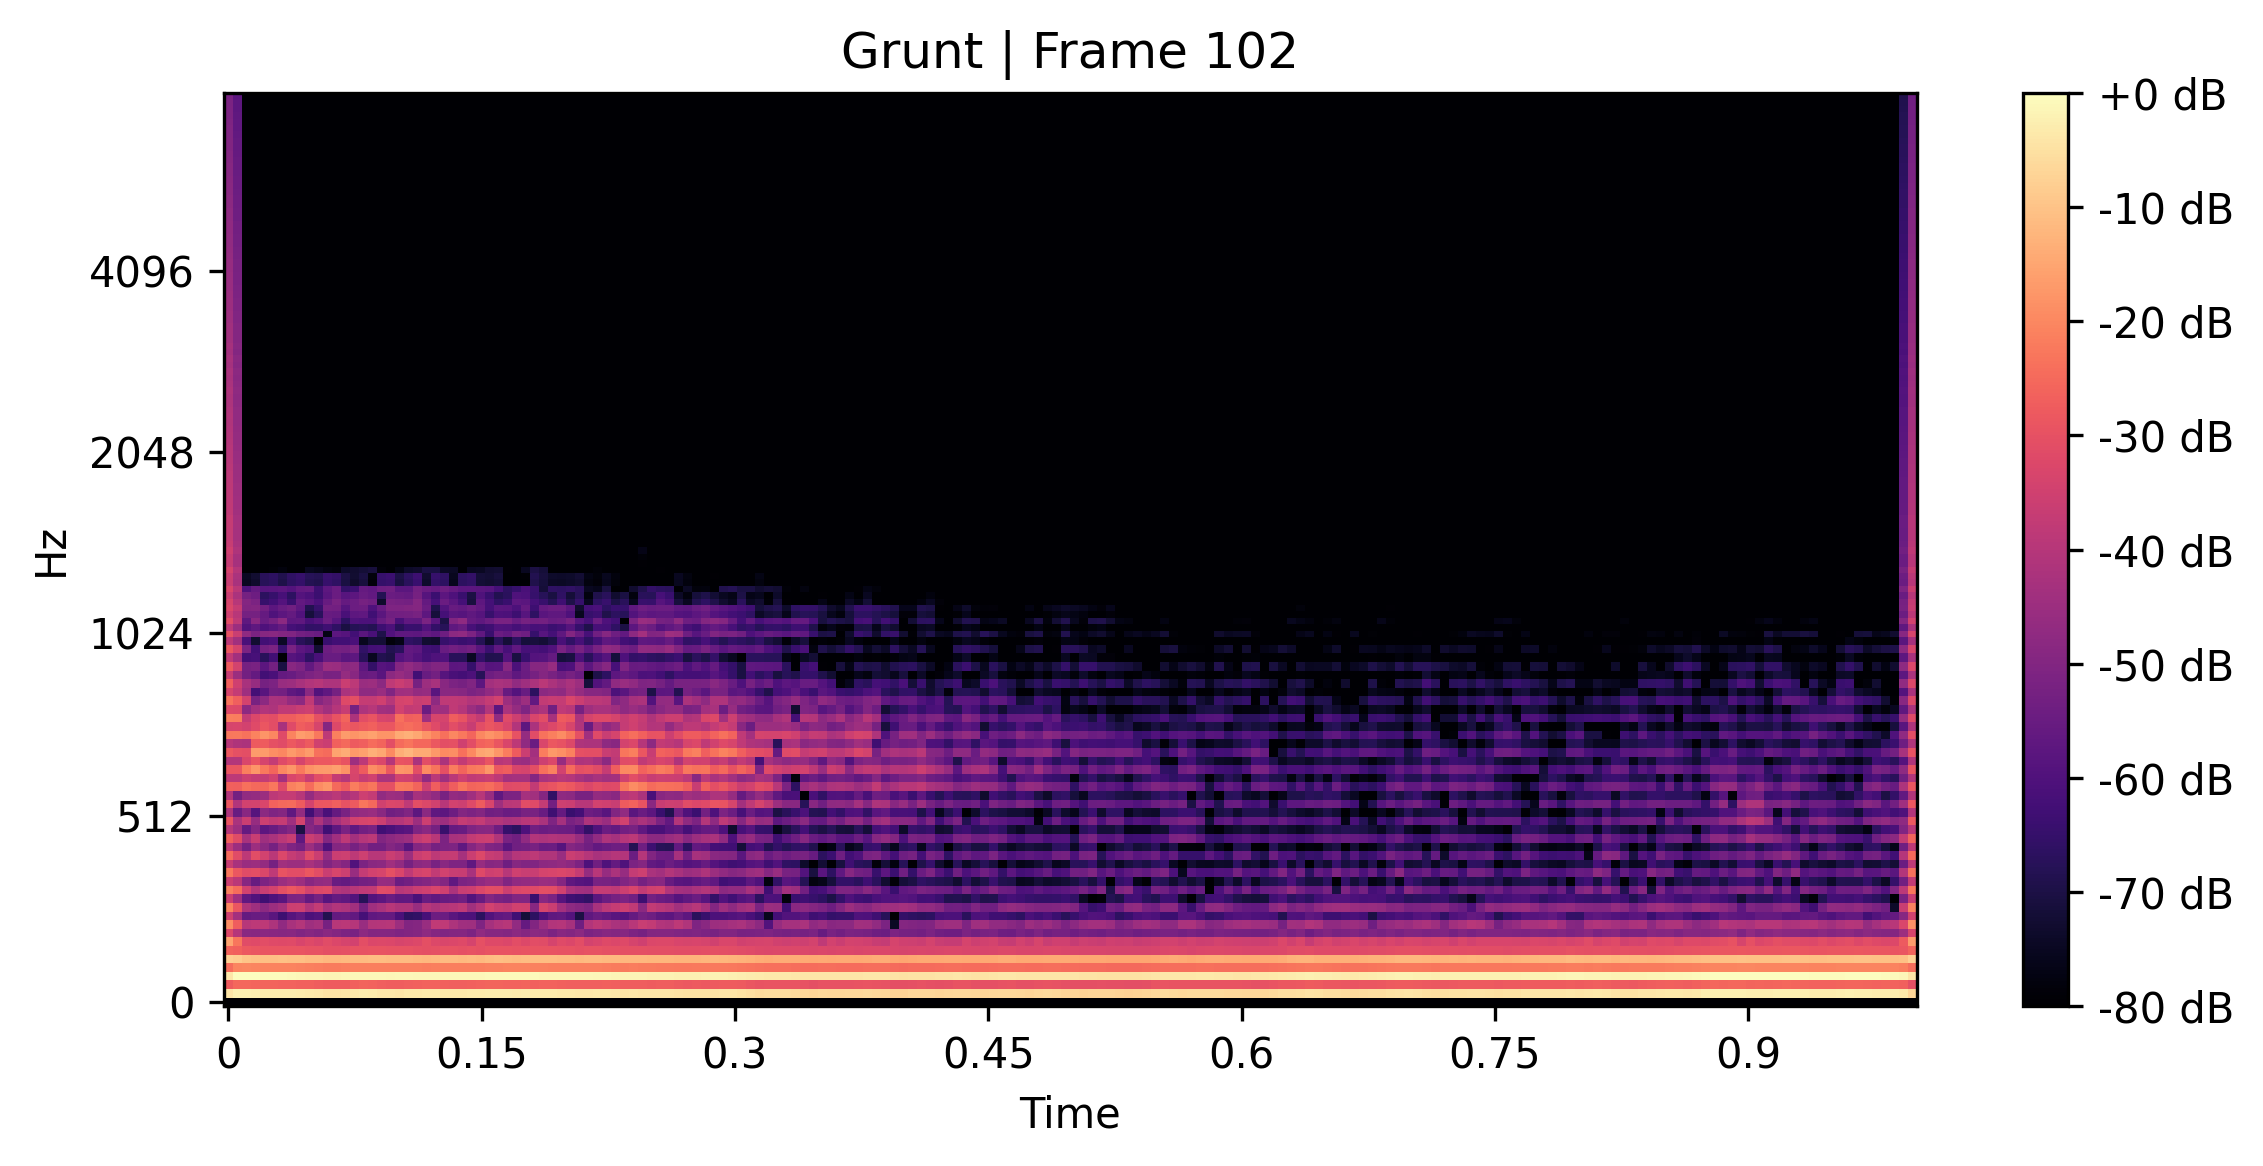 Grunt | Frame 102
Hz
4096
2048
1024
512
0
0 0.15 0.3 0.45 0.6 0.75 0.9
Time
+0 dB
-10 dB
-20 dB
-30 dB
-40 dB
-50 dB
-60 dB
-70 dB
-80 dB